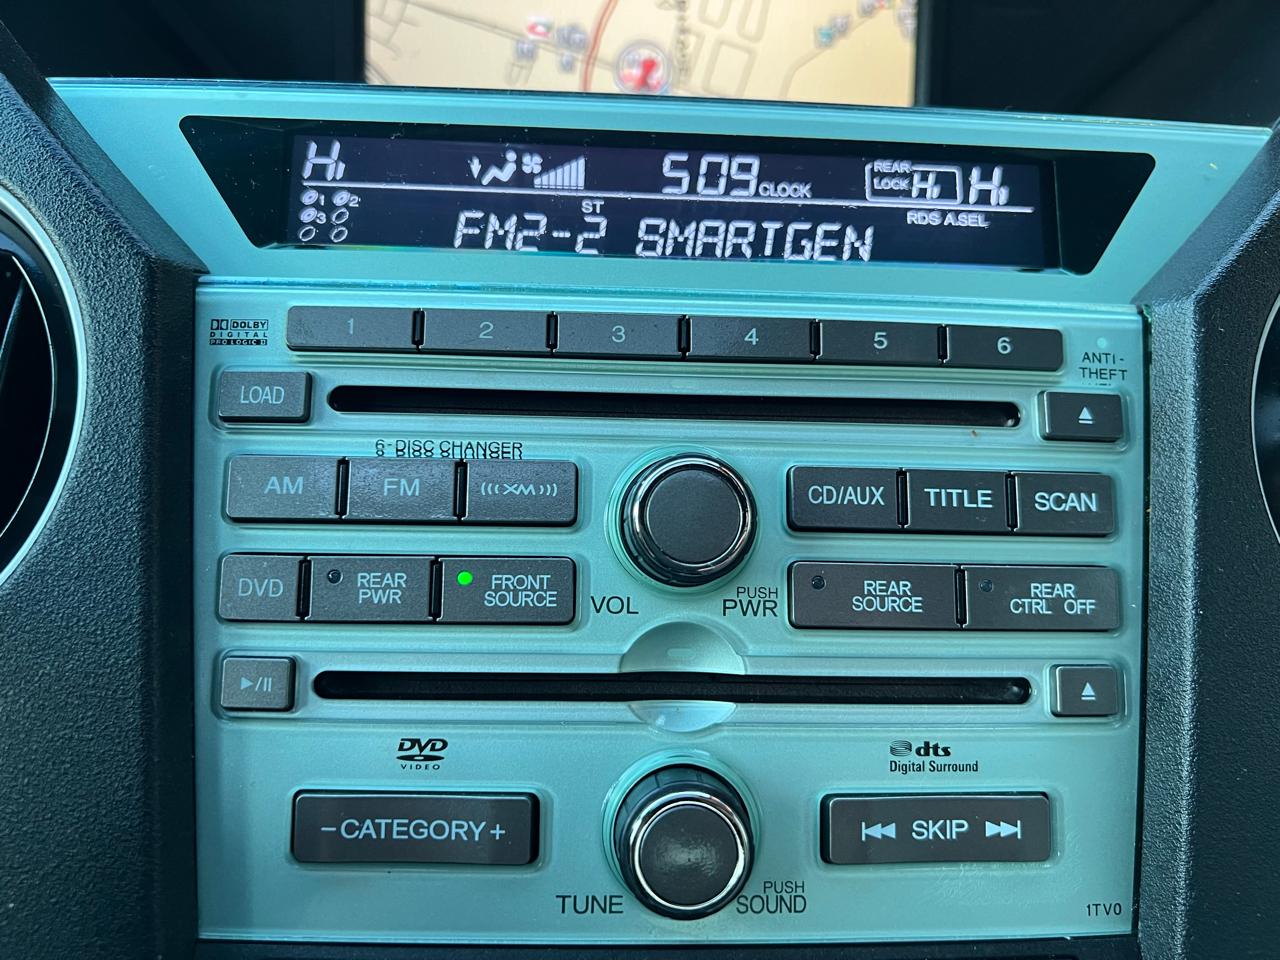 Hi
5:09 CLOCK
REAR LOCK Hi Hi
1 2
3
ST
RDS A.SEL
FM2-2 SMARTGEN
DOLBY
DIGITAL
PRO LOGIC II
1 2 3 4 5 6
ANTI-
THEFT
LOAD
6-DISC CHANGER
AM FM (((XM)))
CD/AUX TITLE SCAN
DVD
REAR
PWR
FRONT
SOURCE
VOL
PUSH
PWR
REAR
SOURCE
REAR
CTRL OFF
DVD
VIDEO
dts
Digital Surround
-CATEGORY+
SKIP
TUNE
PUSH
SOUND
1TV0